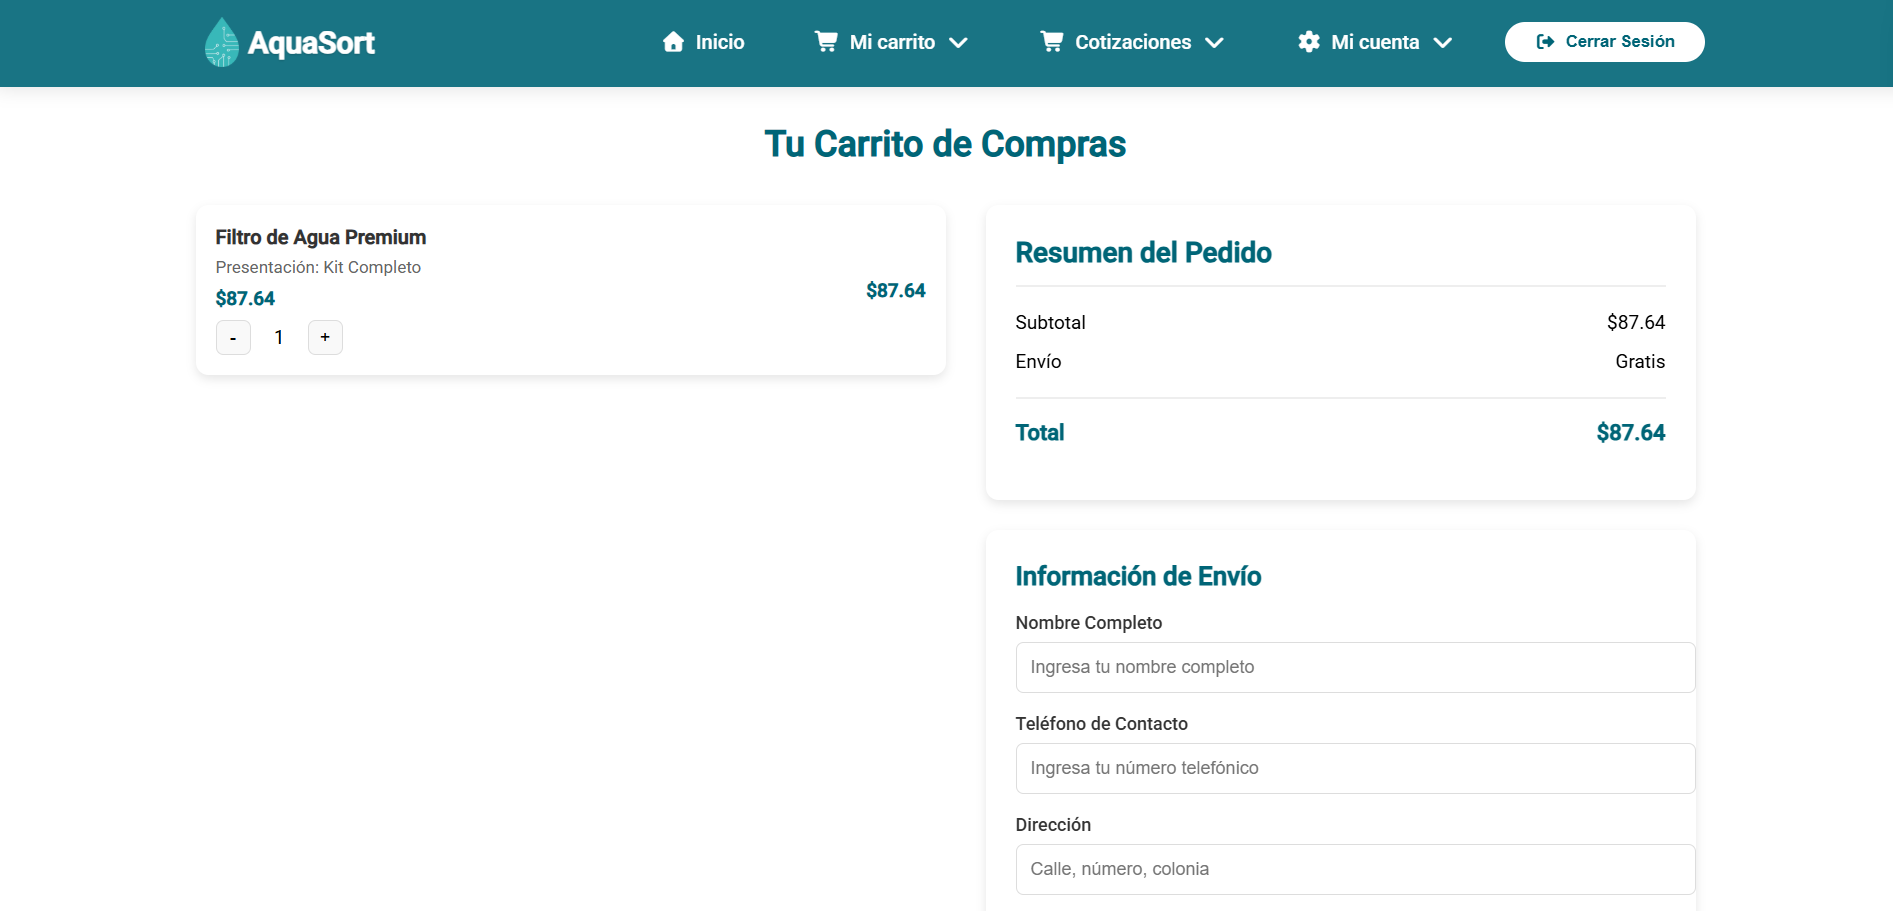 AquaSort
Inicio
Mi carrito
Cotizaciones
Mi cuenta
Cerrar Sesión
Tu Carrito de Compras
Filtro de Agua Premium
Presentación: Kit Completo
$87.64
- 1 +
$87.64
Resumen del Pedido
Subtotal $87.64
Envío Gratis
Total $87.64
Información de Envío
Nombre Completo
Ingresa tu nombre completo
Teléfono de Contacto
Ingresa tu número telefónico
Dirección
Calle, número, colonia